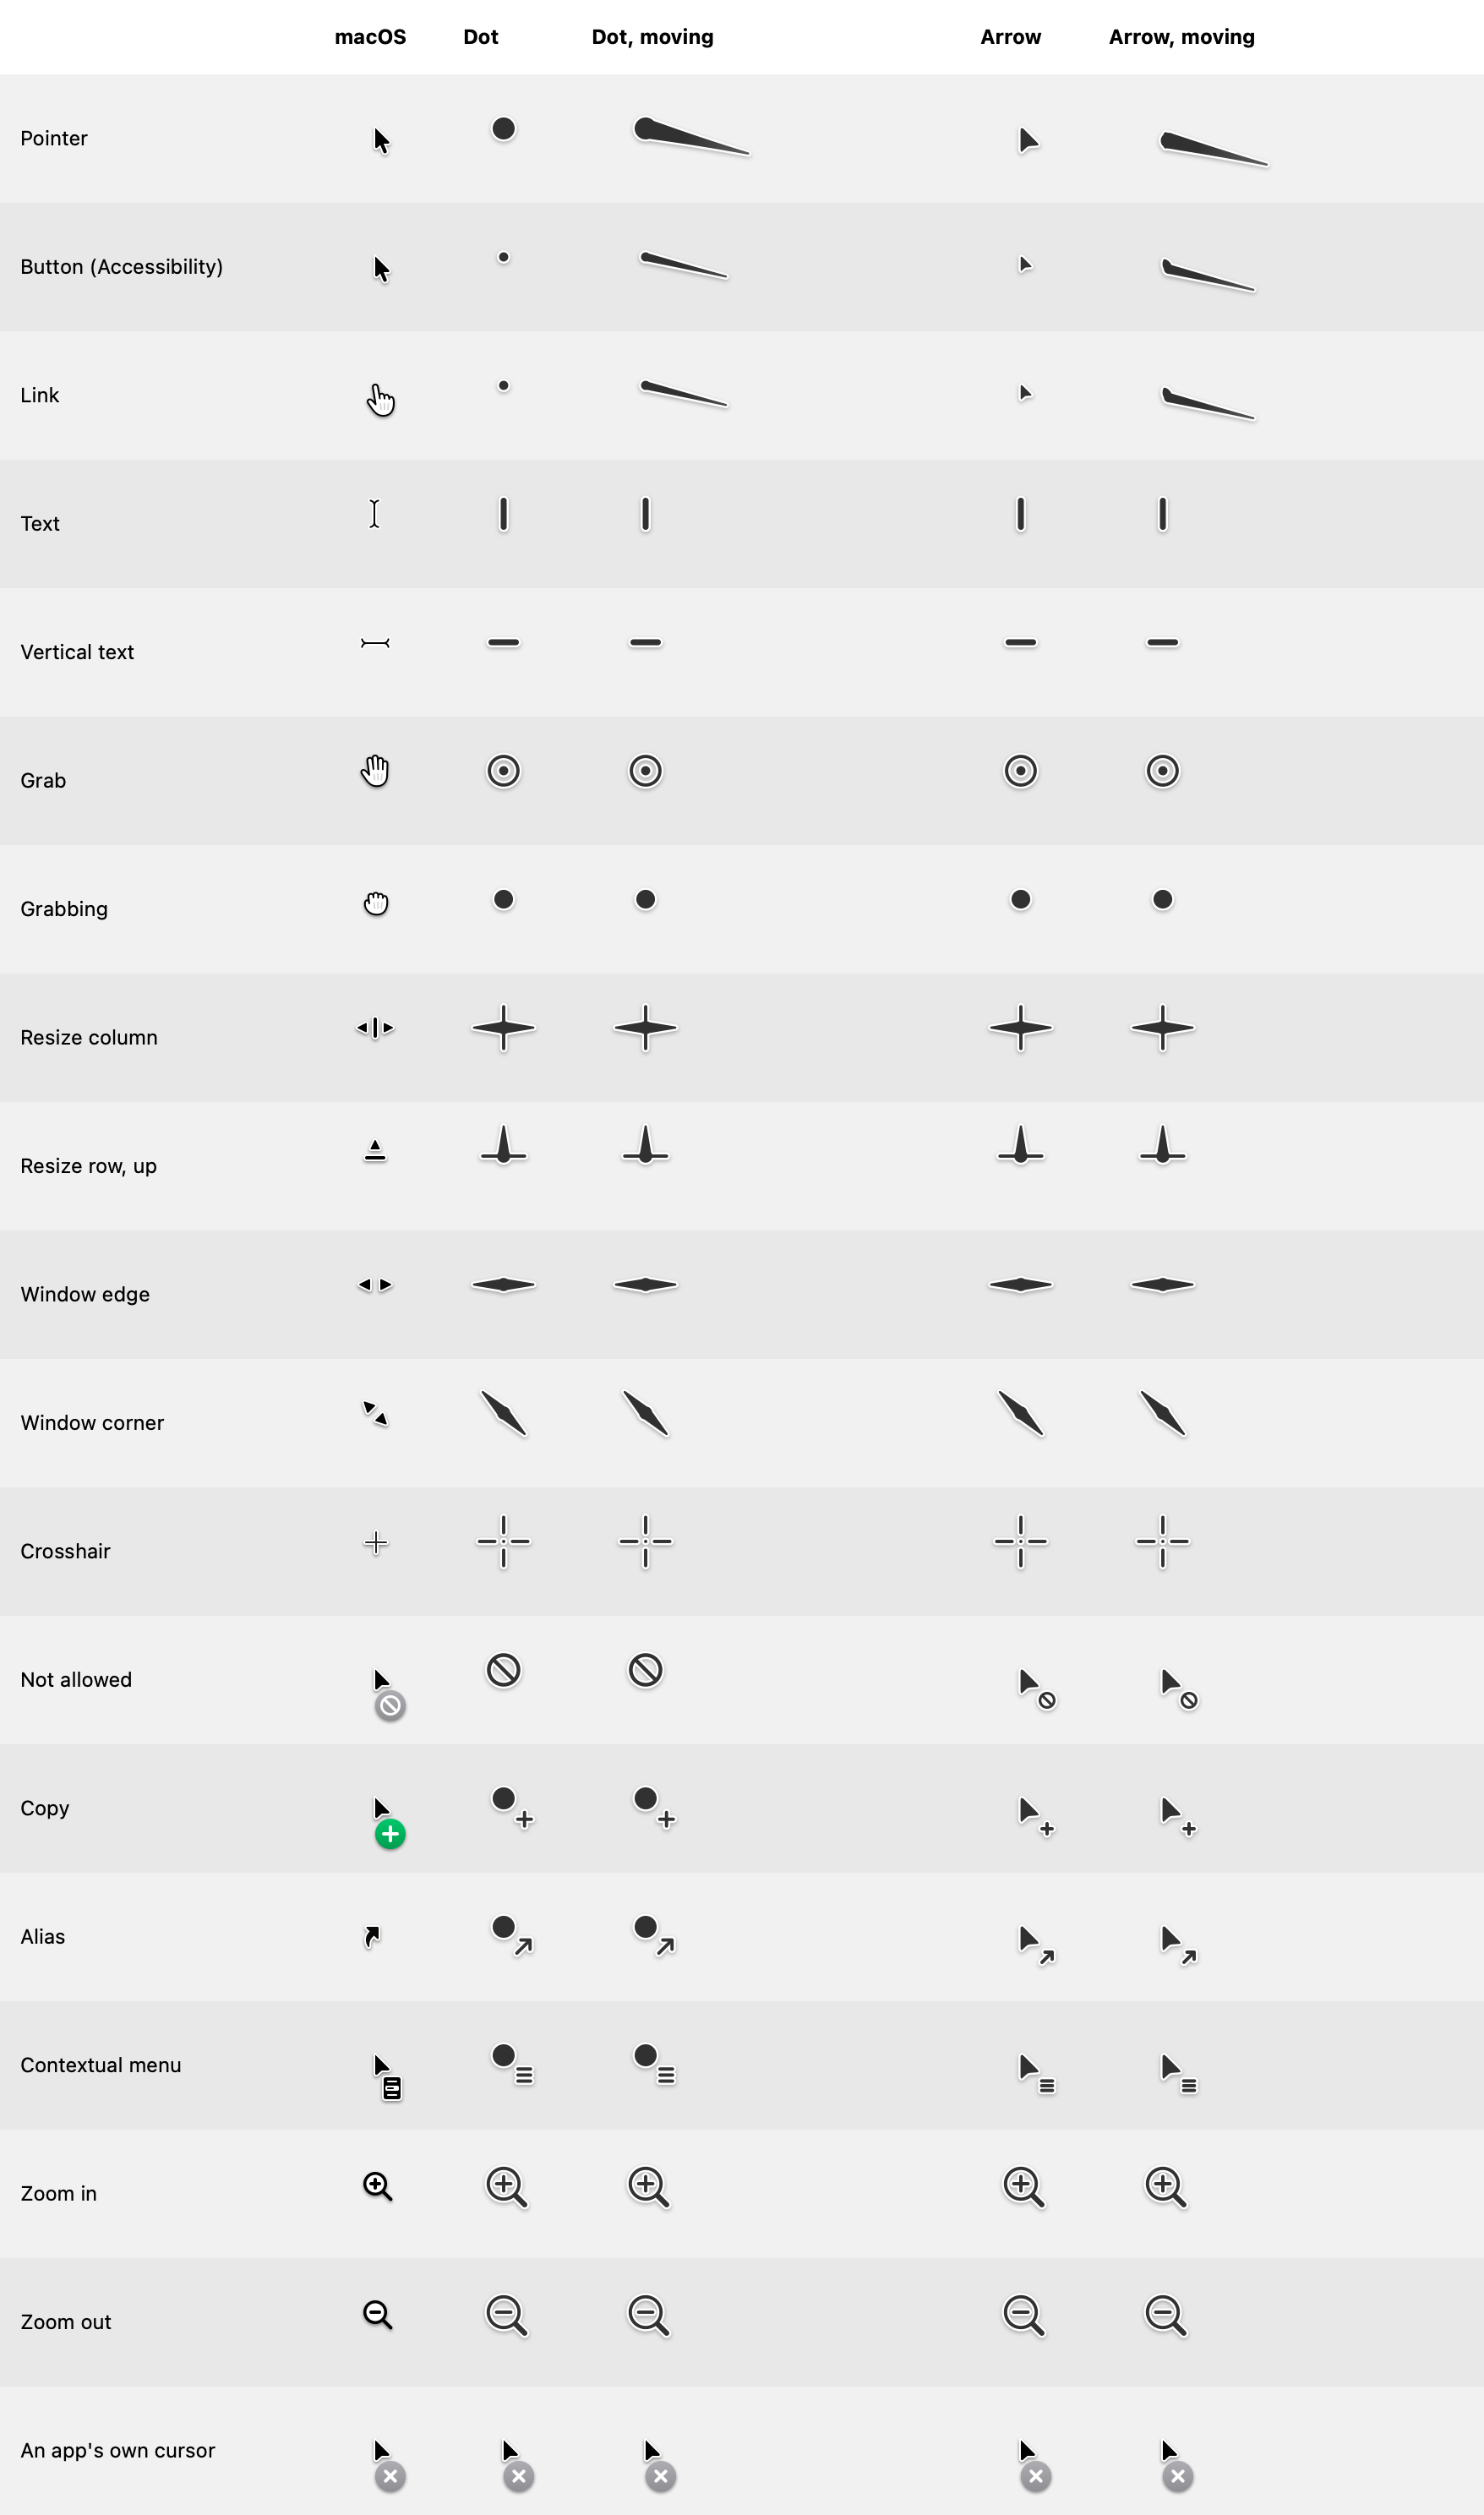 macOS Dot Dot, moving Arrow Arrow, moving
Pointer
Button (Accessibility)
Link
Text
Vertical text
Grab
Grabbing
Resize column
Resize row, up
Window edge
Window corner
Crosshair
Not allowed
Copy
Alias
Contextual menu
Zoom in
Zoom out
An app's own cursor